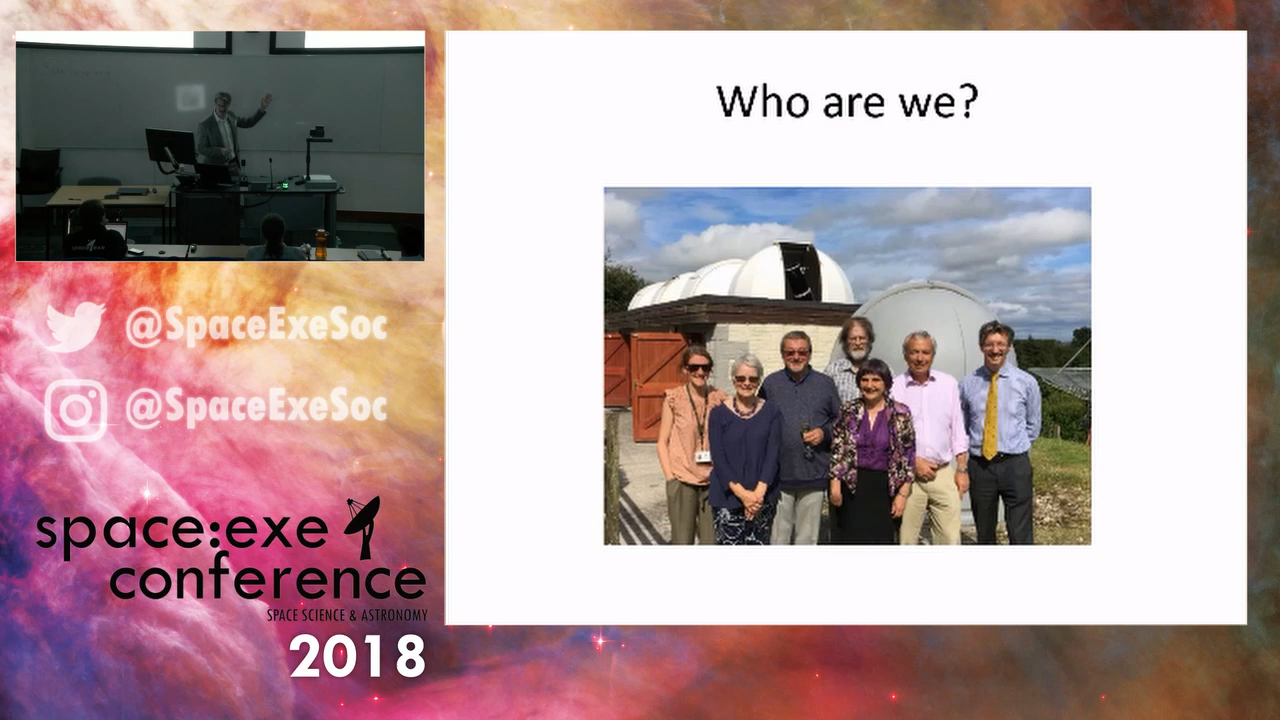 Who are we?
@SpaceExeSoc
@SpaceExeSoc
space:exe
conference
SPACE SCIENCE & ASTRONOMY
2018